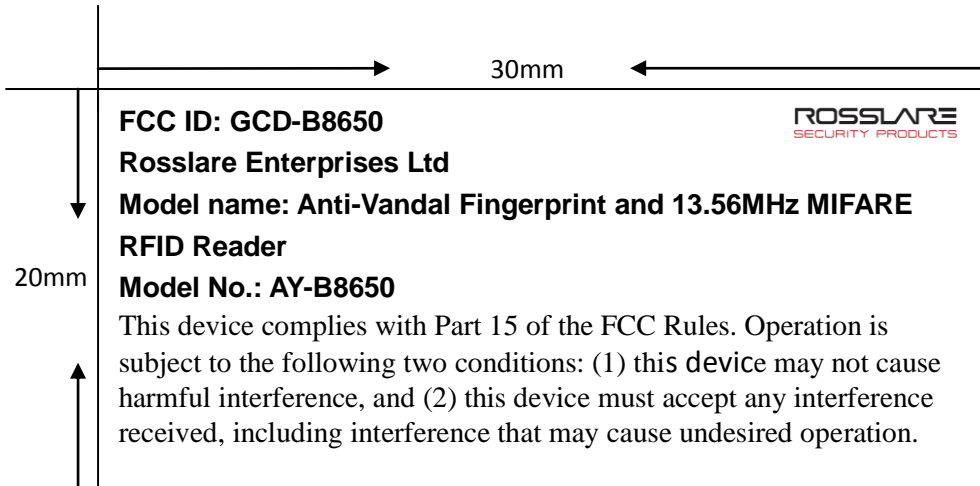 30mm
FCC ID: GCD-B8650
ROSSLARE
SECURITY PRODUCTS
Rosslare Enterprises Ltd
Model name: Anti-Vandal Fingerprint and 13.56MHz MIFARE
RFID Reader
20mm
Model No.: AY-B8650
This device complies with Part 15 of the FCC Rules. Operation is
subject to the following two conditions: (1) this device may not cause
harmful interference, and (2) this device must accept any interference
received, including interference that may cause undesired operation.